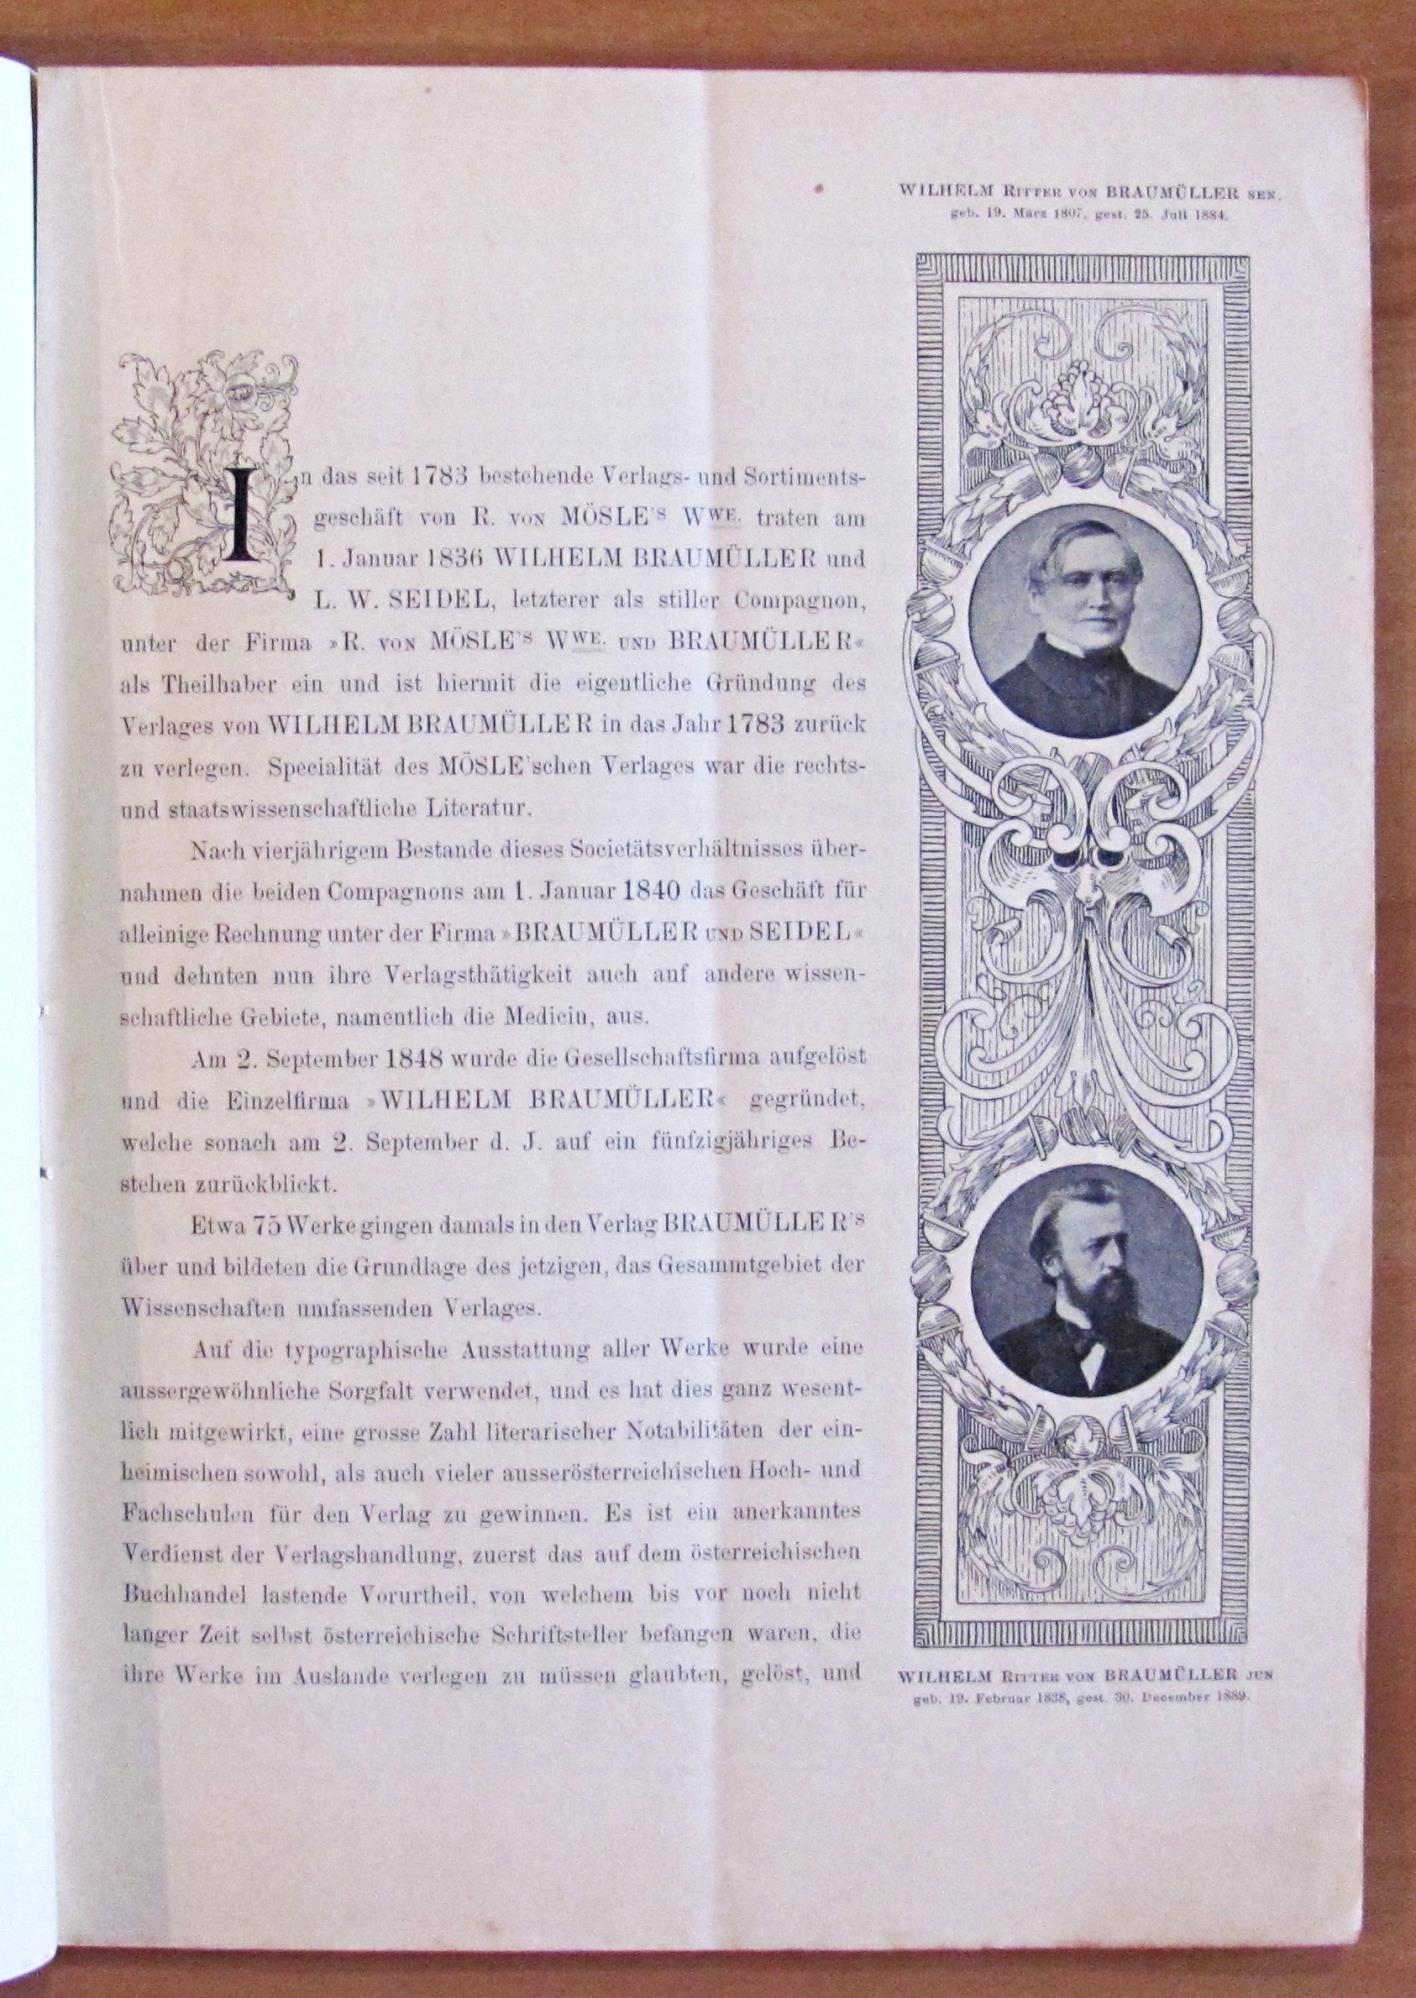 WILHELM RITTER VON BRAUMÜLLER SEN.
geb. 19. März 1807, gest. 25. Juli 1884.
In das seit 1783 bestehende Verlags- und Sortiments-
geschäft von R. VON MÖSLE'S WWE. traten am
1. Januar 1836 WILHELM BRAUMÜLLER und
L. W. SEIDEL, letzterer als stiller Compagnon,
unter der Firma »R. VON MÖSLE'S WWE. UND BRAUMÜLLER«
als Theilhaber ein und ist hiermit die eigentliche Gründung des
Verlages von WILHELM BRAUMÜLLER in das Jahr 1783 zurück
zu verlegen. Specialität des MÖSLE'schen Verlages war die rechts-
und staatswissenschaftliche Literatur.
Nach vierjährigem Bestande dieses Societätsverhältnisses über-
nahmen die beiden Compagnons am 1. Januar 1840 das Geschäft für
alleinige Rechnung unter der Firma »BRAUMÜLLER UND SEIDEL«
und dehnten nun ihre Verlagsthätigkeit auch auf andere wissen-
schaftliche Gebiete, namentlich die Medicin, aus.
Am 2. September 1848 wurde die Gesellschaftsfirma aufgelöst
und die Einzelfirma »WILHELM BRAUMÜLLER« gegründet,
welche sonach am 2. September d. J. auf ein fünfzigjähriges Be-
stehen zurückblickt.
Etwa 75 Werke gingen damals in den Verlag BRAUMÜLLER'S
über und bildeten die Grundlage des jetzigen, das Gesammtgebiet der
Wissenschaften umfassenden Verlages.
Auf die typographische Ausstattung aller Werke wurde eine
aussergewöhnliche Sorgfalt verwendet, und es hat dies ganz wesent-
lich mitgewirkt, eine grosse Zahl literarischer Notabilitäten der ein-
heimischen sowohl, als auch vieler ausserösterreichischen Hoch- und
Fachschulen für den Verlag zu gewinnen. Es ist ein anerkanntes
Verdienst der Verlagshandlung, zuerst das auf dem österreichischen
Buchhandel lastende Vorurtheil, von welchem bis vor noch nicht
langer Zeit selbst österreichische Schriftsteller befangen waren, die
ihre Werke im Auslande verlegen zu müssen glaubten, gelöst, und
WILHELM RITTER VON BRAUMÜLLER JUN
geb. 19. Februar 1838, gest. 30. December 1889.